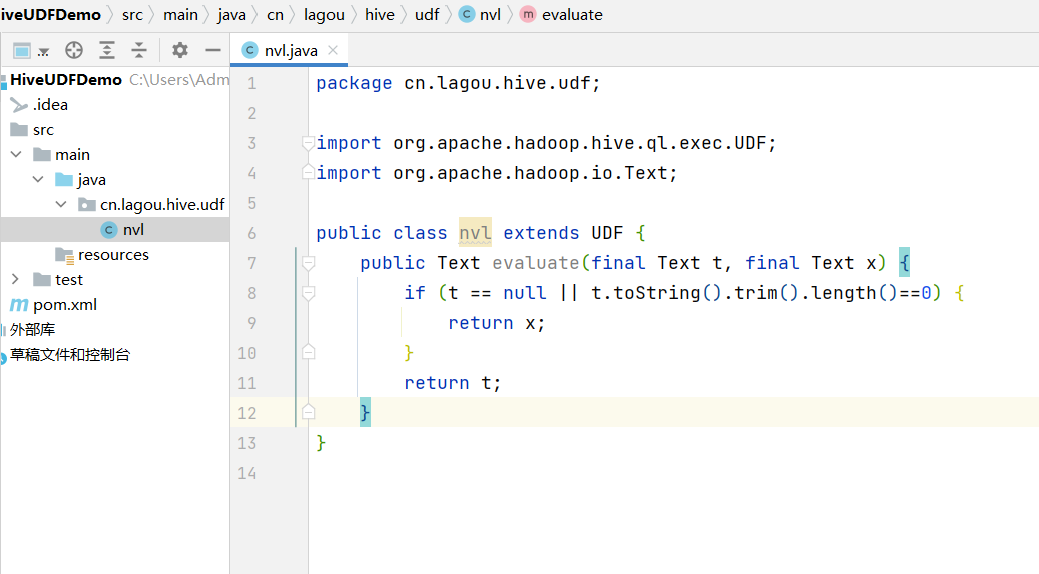 iveUDFDemo 〉 src 〉 main 〉 java 〉 cn 〉 lagou 〉 hive 〉 udf 〉 C nvl 〉 m evaluate
C nvl.java ×
HiveUDFDemo C:\Users\Adm
.idea
src
main
java
cn.lagou.hive.udf
C nvl
resources
test
m pom.xml
外部库
草稿文件和控制台
1 package cn.lagou.hive.udf;
2
3 import org.apache.hadoop.hive.ql.exec.UDF;
4 import org.apache.hadoop.io.Text;
5
6 public class nvl extends UDF {
7 public Text evaluate(final Text t, final Text x) {
8 if (t == null || t.toString().trim().length()==0) {
9 return x;
10 }
11 return t;
12 }
13 }
14